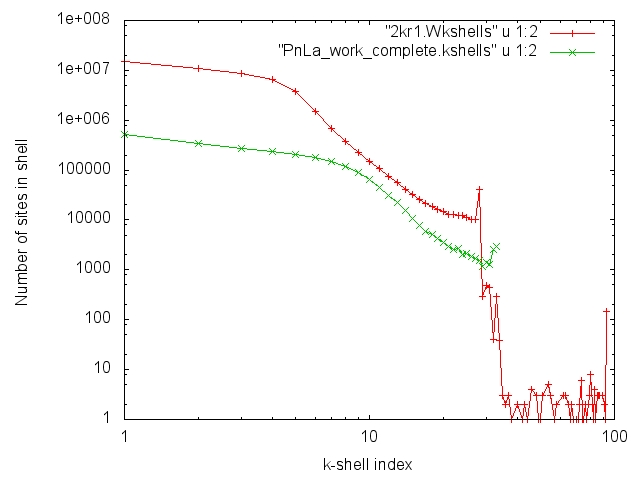 1e+008
1e+007
1e+006
100000
10000
1000
100
10
1
1
10
100
Number of sites in shell
k-shell index
"2kr1.Wkshells" u 1:2
"PnLa_work_complete.kshells" u 1:2